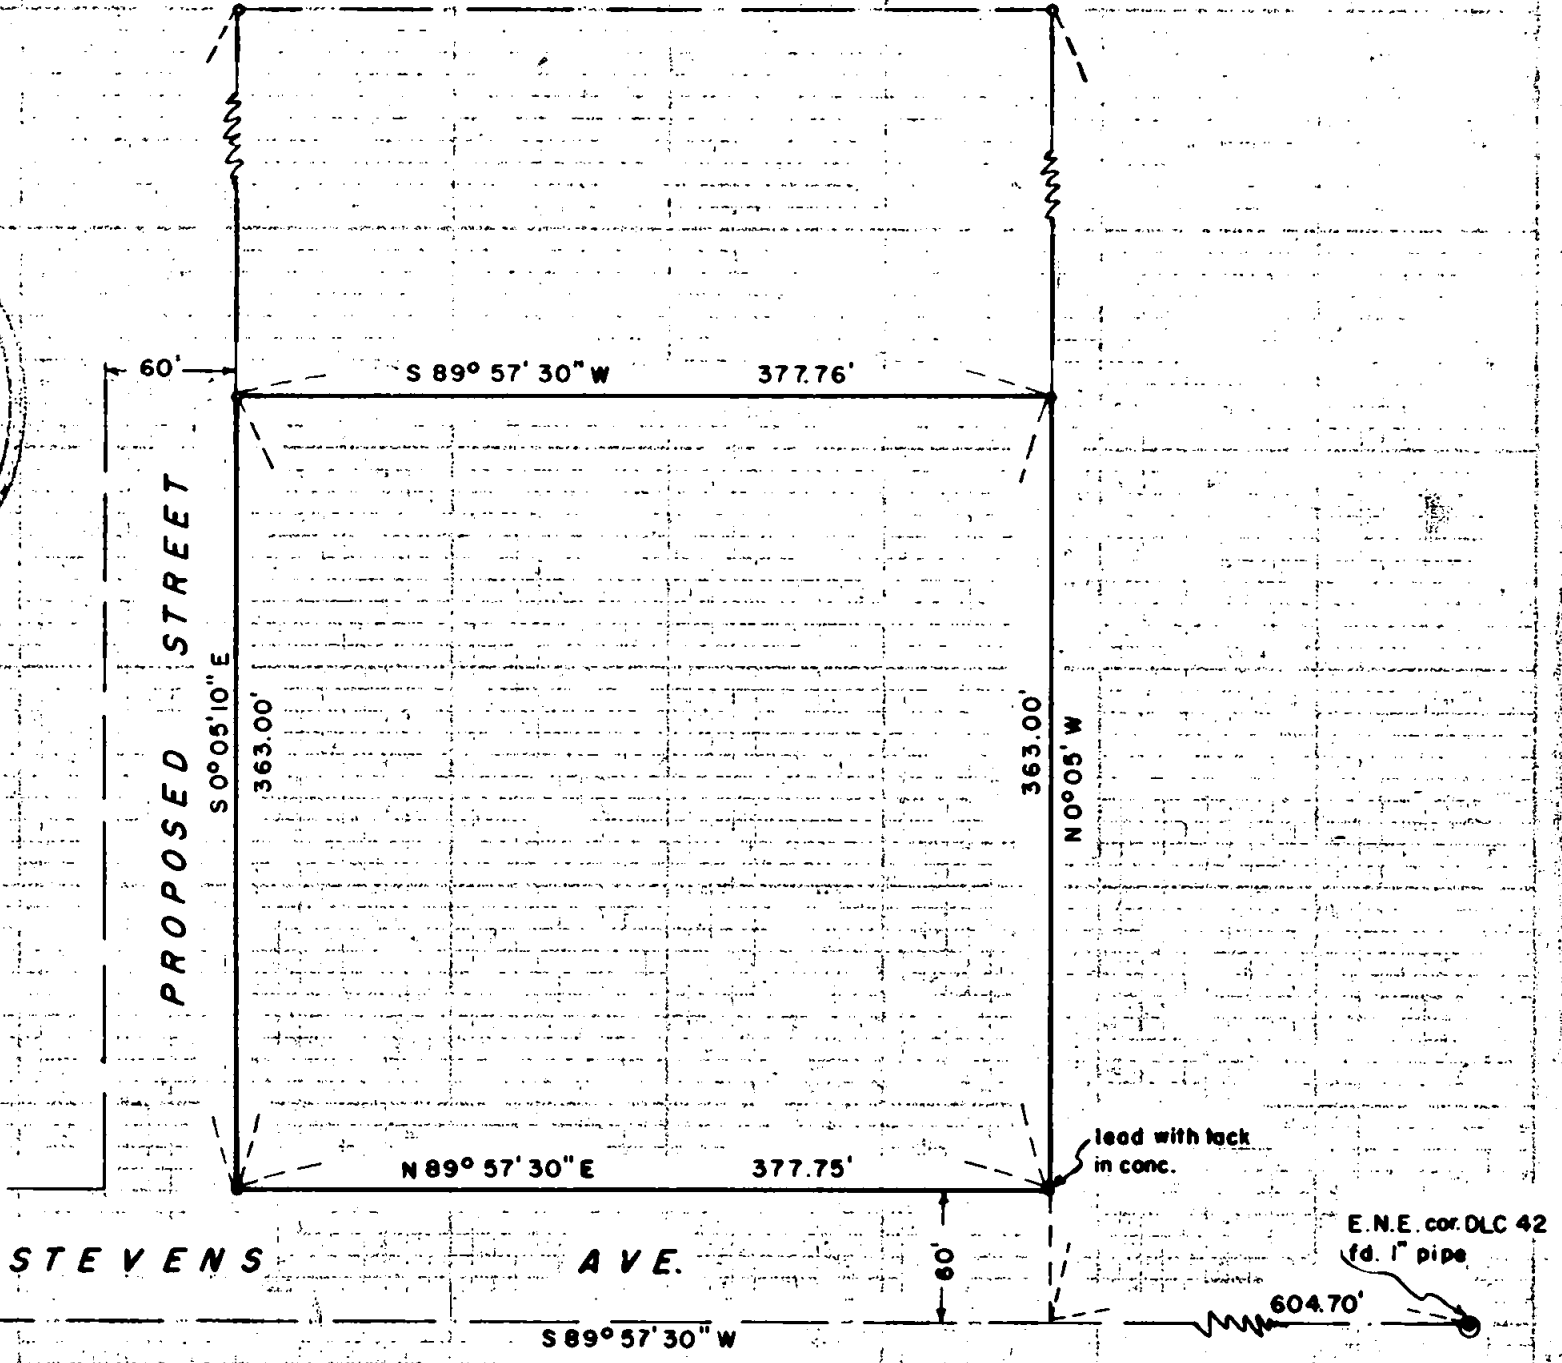 60'
S 89° 57' 30" W 377.76'
PROPOSED STREET
S 0° 05' 10" E
363.00'
363.00'
N 0° 05' W
lead with tack
in conc.
N 89° 57' 30" E 377.75'
E.N.E. cor. DLC 42
fd. 1" pipe
STEVENS AVE.
60'
604.70'
S 89° 57' 30" W